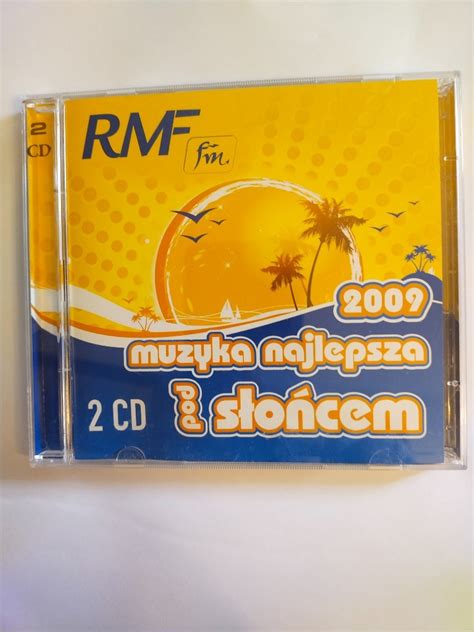 2
CD
RMF
fm.
2009
muzyka najlepsza
pod słońcem
2 CD